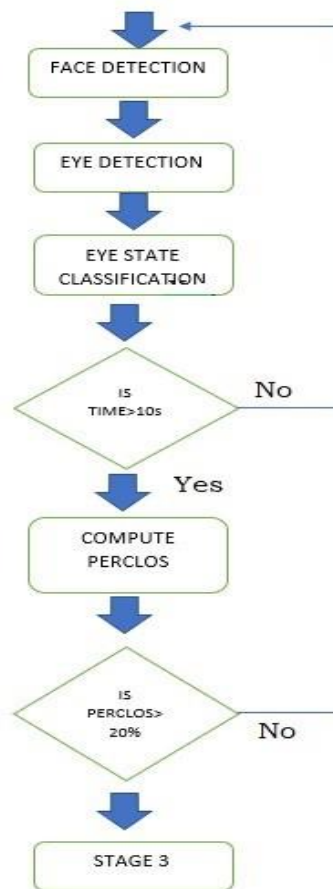 FACE DETECTION
EYE DETECTION
EYE STATE
CLASSIFICATION
IS
TIME>10s
No
Yes
COMPUTE
PERCLOS
IS
PERCLOS>
20%
No
STAGE 3